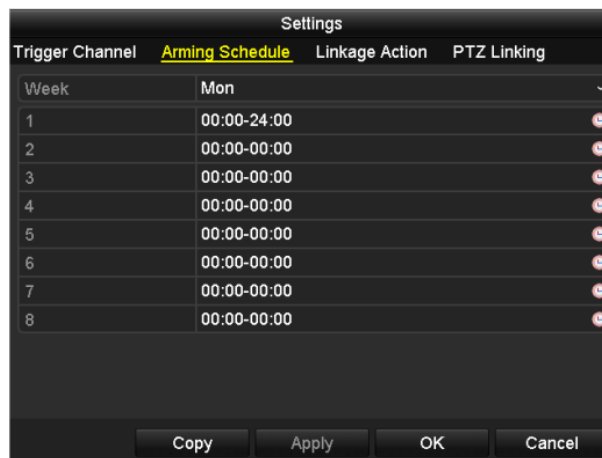 Settings
Trigger Channel Arming Schedule Linkage Action PTZ Linking
Week Mon
1 00:00-24:00
2 00:00-00:00
3 00:00-00:00
4 00:00-00:00
5 00:00-00:00
6 00:00-00:00
7 00:00-00:00
8 00:00-00:00
Copy Apply OK Cancel